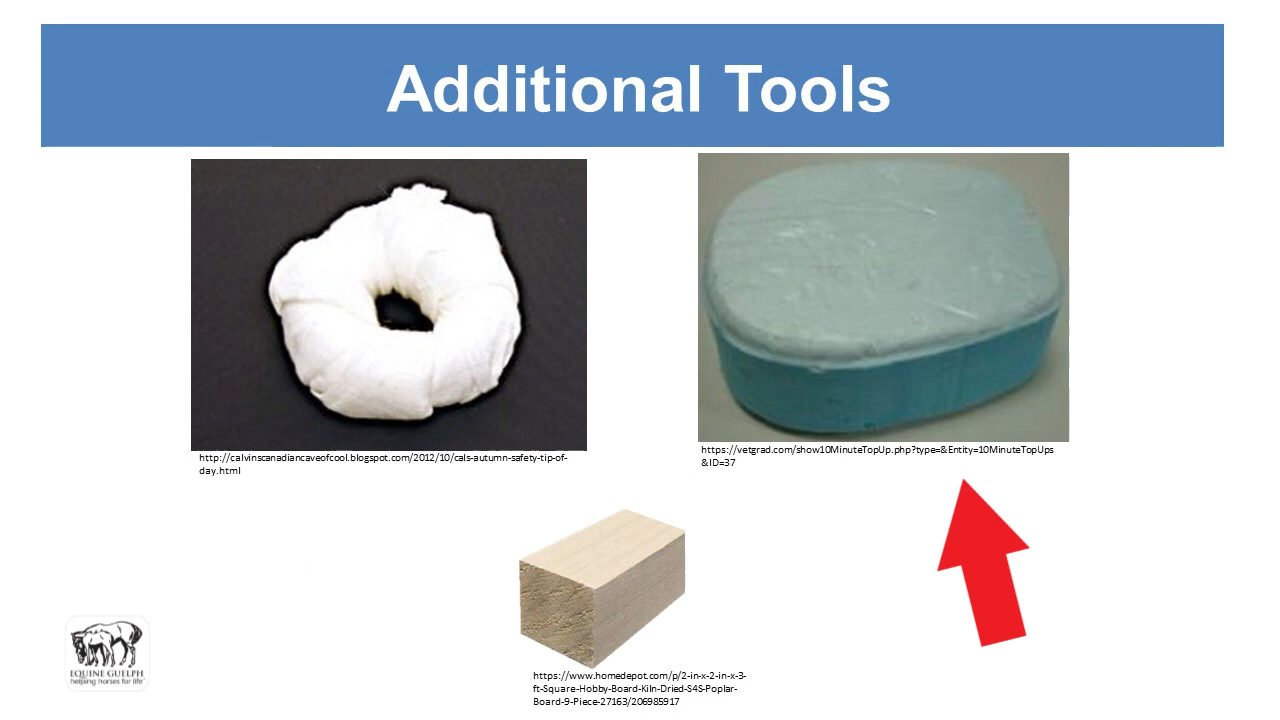 Additional Tools
http://calvinscanadiancaveofcool.blogspot.com/2012/10/cals-autumn-safety-tip-of-
day.html
https://vetgrad.com/show10MinuteTopUp.php?type=&Entity=10MinuteTopUps
&ID=37
https://www.homedepot.com/p/2-in-x-2-in-x-3-
ft-Square-Hobby-Board-Kiln-Dried-S4S-Poplar-
Board-9-Piece-27163/206985917
EQUINE GUELPH
helping horses for life